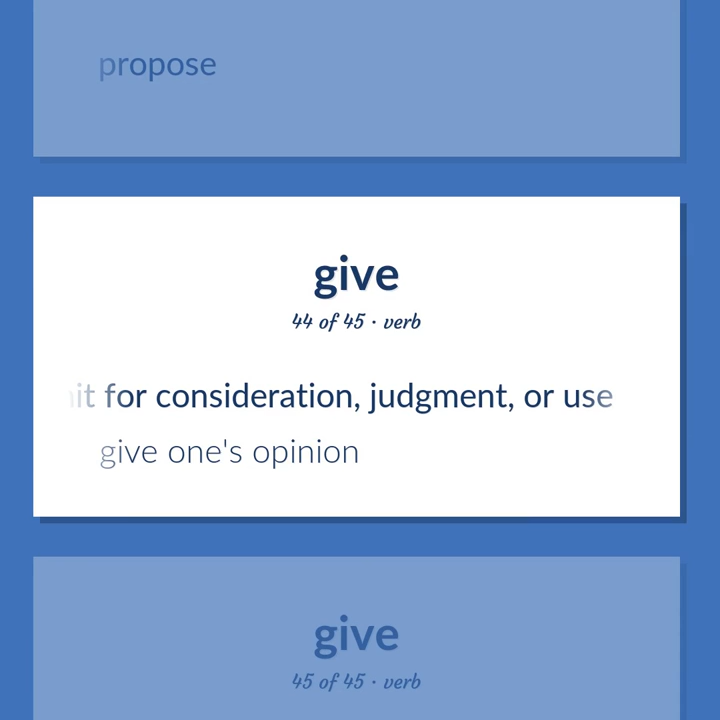 propose
give
44 of 45 · verb
for consideration, judgment, or use
give one's opinion
give
45 of 45 · verb